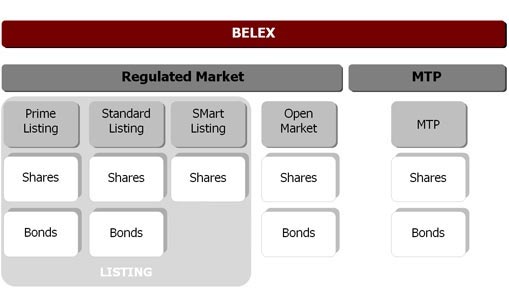 BELEX
Regulated Market
MTP
Prime
Listing
Standard
Listing
SMart
Listing
Open
Market
MTP
Shares
Shares
Shares
Shares
Shares
Bonds
Bonds
Bonds
Bonds
LISTING